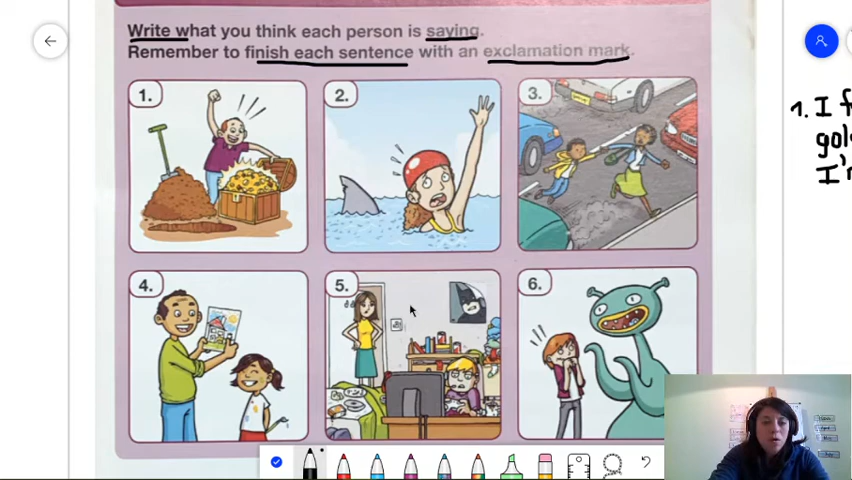 Write what you think each person is saying.
Remember to finish each sentence with an exclamation mark.
1.
2.
3.
4.
5.
6.
1. I
I'm